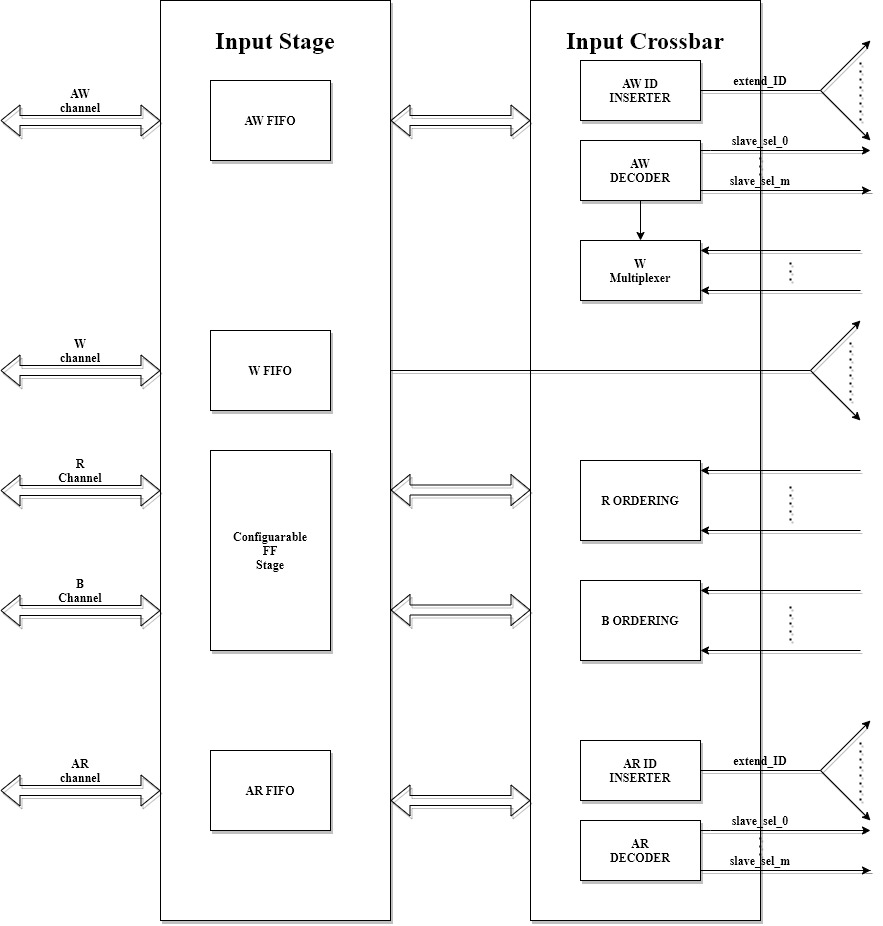 Input Stage
Input Crossbar
AW
channel
AW FIFO
AW ID
INSERTER
extend_ID
AW
DECODER
slave_sel_0
slave_sel_m
W
Multiplexer
W
channel
W FIFO
R
Channel
R ORDERING
Configuarable
FF
Stage
B
Channel
B ORDERING
AR
channel
AR FIFO
AR ID
INSERTER
extend_ID
AR
DECODER
slave_sel_0
slave_sel_m